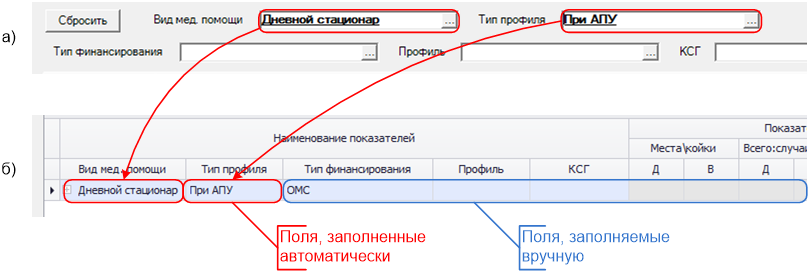 а)
Сбросить Вид мед. помощи Дневной стационар ... Тип профиля При АПУ ...
Тип финансирования ... Профиль ... КСГ
б)
Наименование показателей Показат
Места\койки Всего:случаи
Вид мед. помощи Тип профиля Тип финансирования Профиль КСГ Д В Д
Дневной стационар При АПУ ОМС
Поля, заполненные
автоматически
Поля, заполняемые
вручную